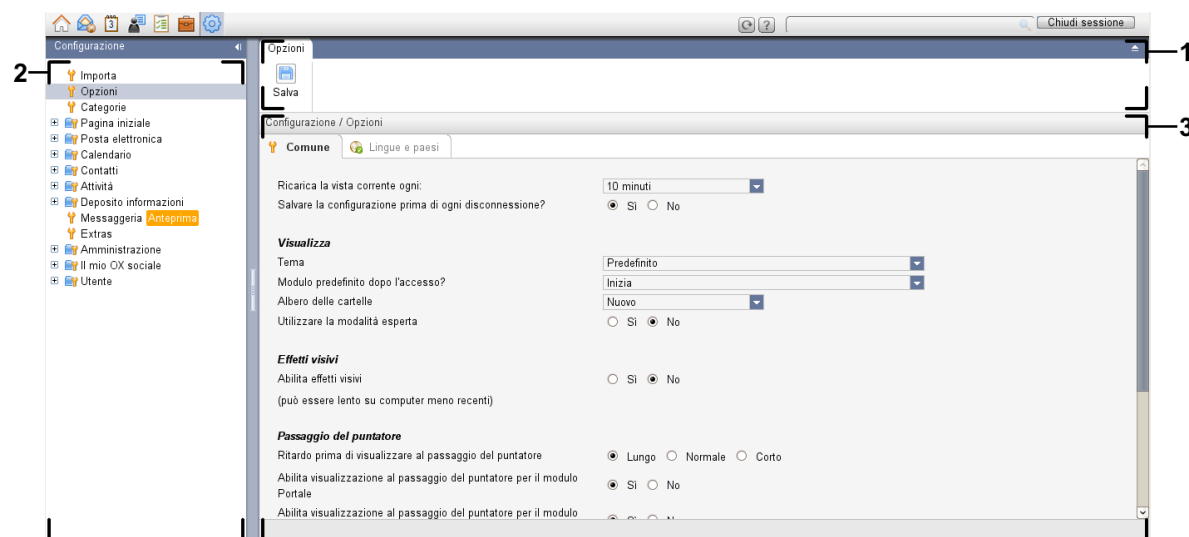 3
?
Chiudi sessione
Configurazione
Opzioni
1
2
Importa
Opzioni
Categorie
Pagina iniziale
Posta elettronica
Calendario
Contatti
Attività
Deposito informazioni
Messaggeria Anteprima
Extras
Amministrazione
Il mio OX sociale
Utente
Salva
Configurazione / Opzioni
3
Comune
Lingue e paesi
Ricarica la vista corrente ogni: 10 minuti
Salvare la configurazione prima di ogni disconnessione? Sì No
Visualizza
Tema Predefinito
Modulo predefinito dopo l'accesso? Inizia
Albero delle cartelle Nuovo
Utilizzare la modalità esperta Sì No
Effetti visivi
Abilita effetti visivi Sì No
(può essere lento su computer meno recenti)
Passaggio del puntatore
Ritardo prima di visualizzare al passaggio del puntatore Lungo Normale Corto
Abilita visualizzazione al passaggio del puntatore per il modulo
Portale Sì No
Abilita visualizzazione al passaggio del puntatore per il modulo